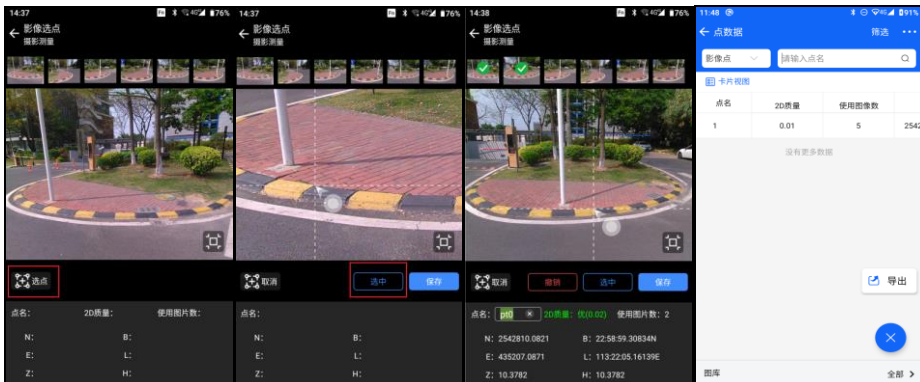 14:37
76%
影像选点
摄影测量
选点
点名:
2D质量:
使用图片数:
N:
B:
E:
L:
Z:
H:
14:37
76%
影像选点
摄影测量
取消
选中
保存
点名:
N:
B:
E:
L:
Z:
H:
14:38
76%
影像选点
摄影测量
取消
撤销
选中
保存
点名: pt0
2D质量: 优(0.02)
使用图片数: 2
N: 2542810.0821
B: 22:58:59.30834N
E: 435207.0871
L: 113:22:05.16139E
Z: 10.3782
H: 10.3782
11:48
91%
点数据
筛选
影像点
请输入点名
卡片视图
点名
2D质量
使用图像数
1
0.01
5
2542
没有更多数据
导出
图库
全部